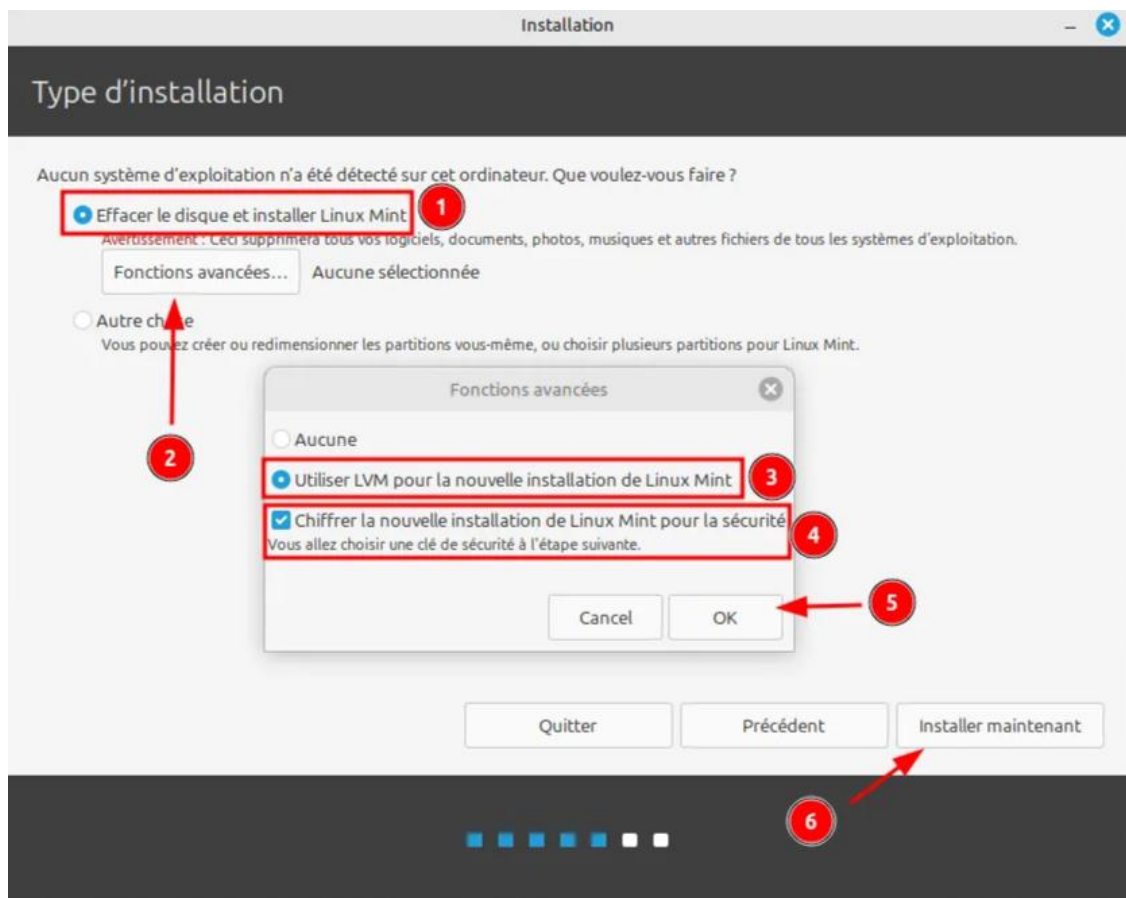 Installation
Type d'installation
Aucun système d'exploitation n'a été détecté sur cet ordinateur. Que voulez-vous faire ?
Effacer le disque et installer Linux Mint
1
Avertissement : Ceci supprimera tous vos logiciels, documents, photos, musiques et autres fichiers de tous les systèmes d'exploitation.
Fonctions avancées... Aucune sélectionnée
Autre chose
Vous pouvez créer ou redimensionner les partitions vous-même, ou choisir plusieurs partitions pour Linux Mint.
Fonctions avancées
Aucune
2
Utiliser LVM pour la nouvelle installation de Linux Mint
3
Chiffrer la nouvelle installation de Linux Mint pour la sécurité
Vous allez choisir une clé de sécurité à l'étape suivante.
4
Cancel OK
5
Quitter Précédent Installer maintenant
6